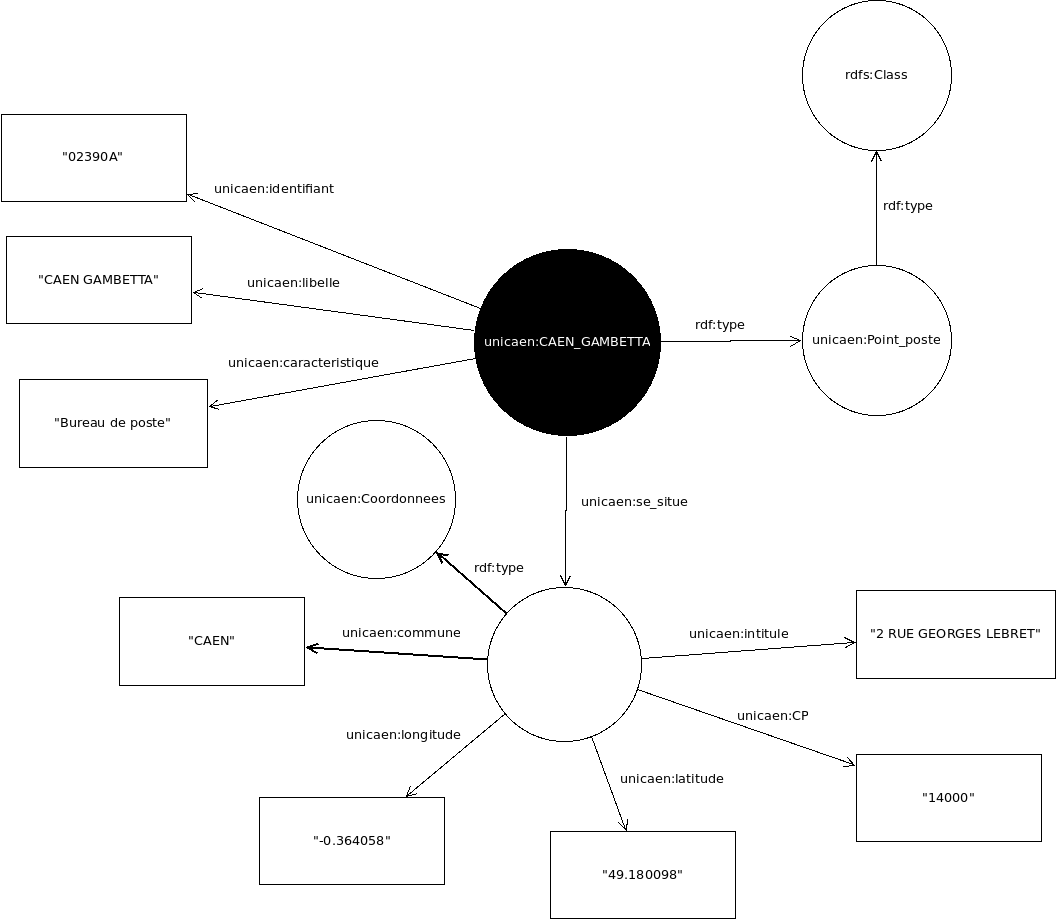 rdfs:Class
"02390A"
unicaen:identifiant
rdf:type
"CAEN GAMBETTA"
unicaen:libelle
rdf:type
unicaen:CAEN_GAMBETTA
unicaen:Point_poste
unicaen:caracteristique
"Bureau de poste"
unicaen:Coordonnees
unicaen:se_situe
rdf:type
"CAEN"
unicaen:commune
unicaen:intitule
"2 RUE GEORGES LEBRET"
unicaen:longitude
unicaen:CP
unicaen:latitude
"14000"
"-0.364058"
"49.180098"